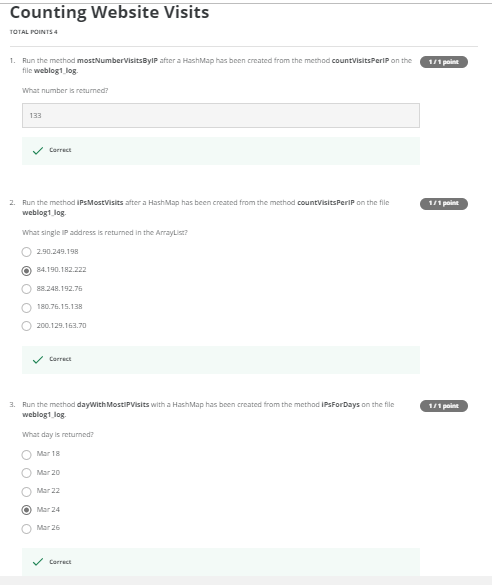 Counting Website Visits
TOTAL POINTS 4
1. Run the method mostNumberVisitsByIP after a HashMap has been created from the method countVisitsPerIP on the
file weblog1_log.
1 / 1 point
What number is returned?
133
Correct
2. Run the method iPsMostVisits after a HashMap has been created from the method countVisitsPerIP on the file
weblog1_log.
1 / 1 point
What single IP address is returned in the ArrayList?
2.90.249.198
84.190.182.222
88.248.192.76
180.76.15.138
200.129.163.70
Correct
3. Run the method dayWithMostIPVisits with a HashMap has been created from the method iPsForDays on the file
weblog1_log.
1 / 1 point
What day is returned?
Mar 18
Mar 20
Mar 22
Mar 24
Mar 26
Correct